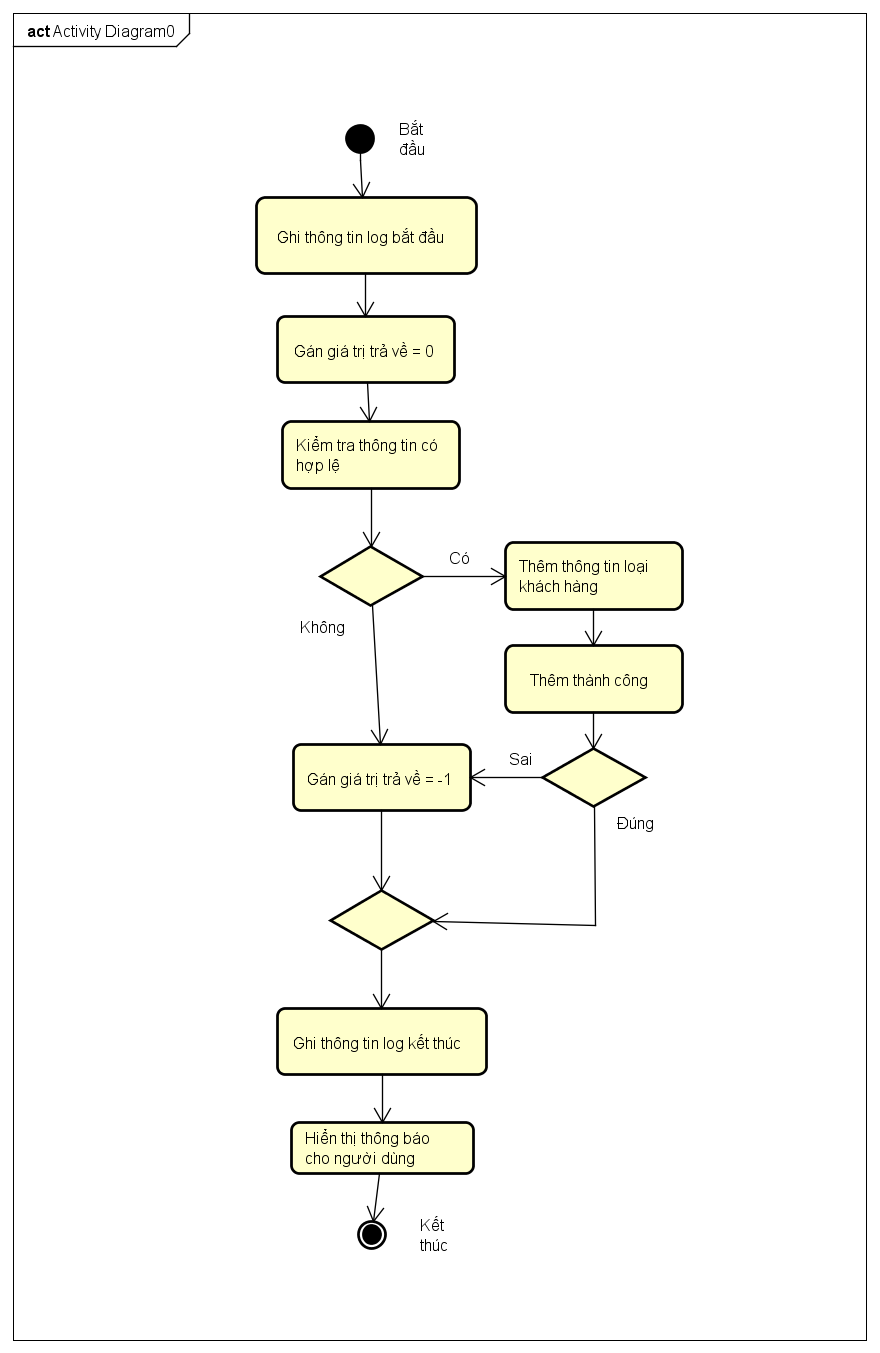 act Activity Diagram0
Bắt
đầu
Ghi thông tin log bắt đầu
Gán giá trị trả về = 0
Kiểm tra thông tin có
hợp lệ
Có
Thêm thông tin loại
khách hàng
Không
Thêm thành công
Sai
Gán giá trị trả về = -1
Đúng
Ghi thông tin log kết thúc
Hiển thị thông báo
cho người dùng
Kết
thúc